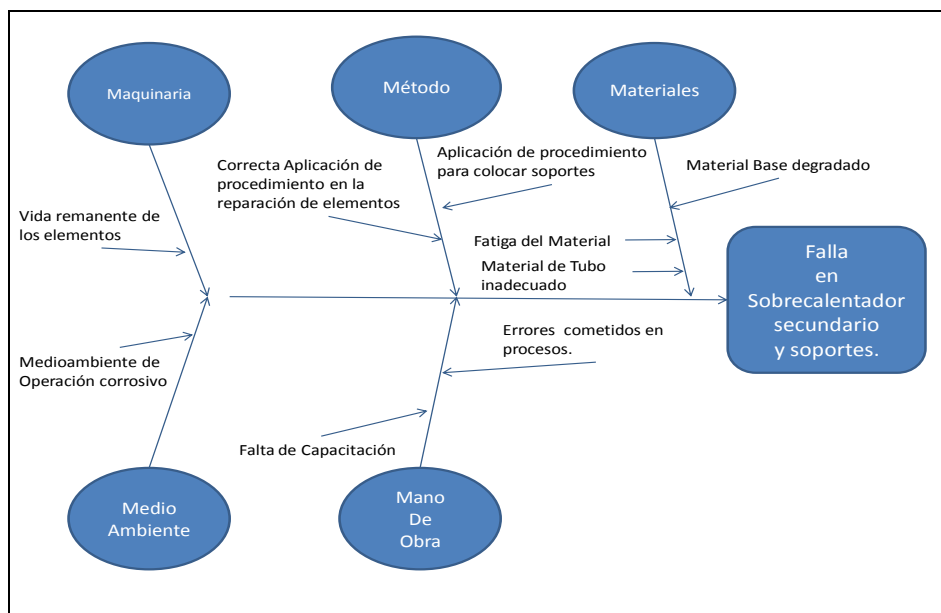 Maquinaria
Método
Materiales
Correcta Aplicación de
procedimiento en la
reparación de elementos
Aplicación de procedimiento
para colocar soportes
Material Base degradado
Vida remanente de
los elementos
Fatiga del Material
Material de Tubo
inadecuado
Falla
en
Sobrecalentador
secundario
y soportes.
Medioambiente de
Operación corrosivo
Errores cometidos en
procesos.
Falta de Capacitación
Medio
Ambiente
Mano
De
Obra